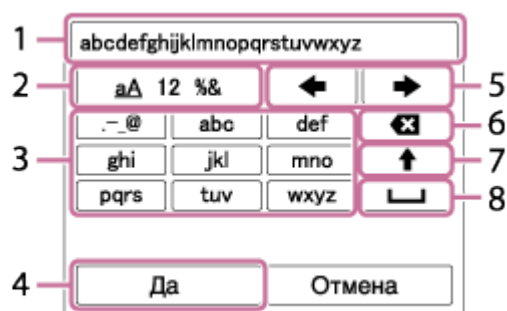 1 abcdefghijklmnopqrstuvwxyz
2 aA 12 %& 5
.-_@ abc def 6
3 ghi jkl mno 7
pqrs tuv wxyz 8
4 Да Отмена